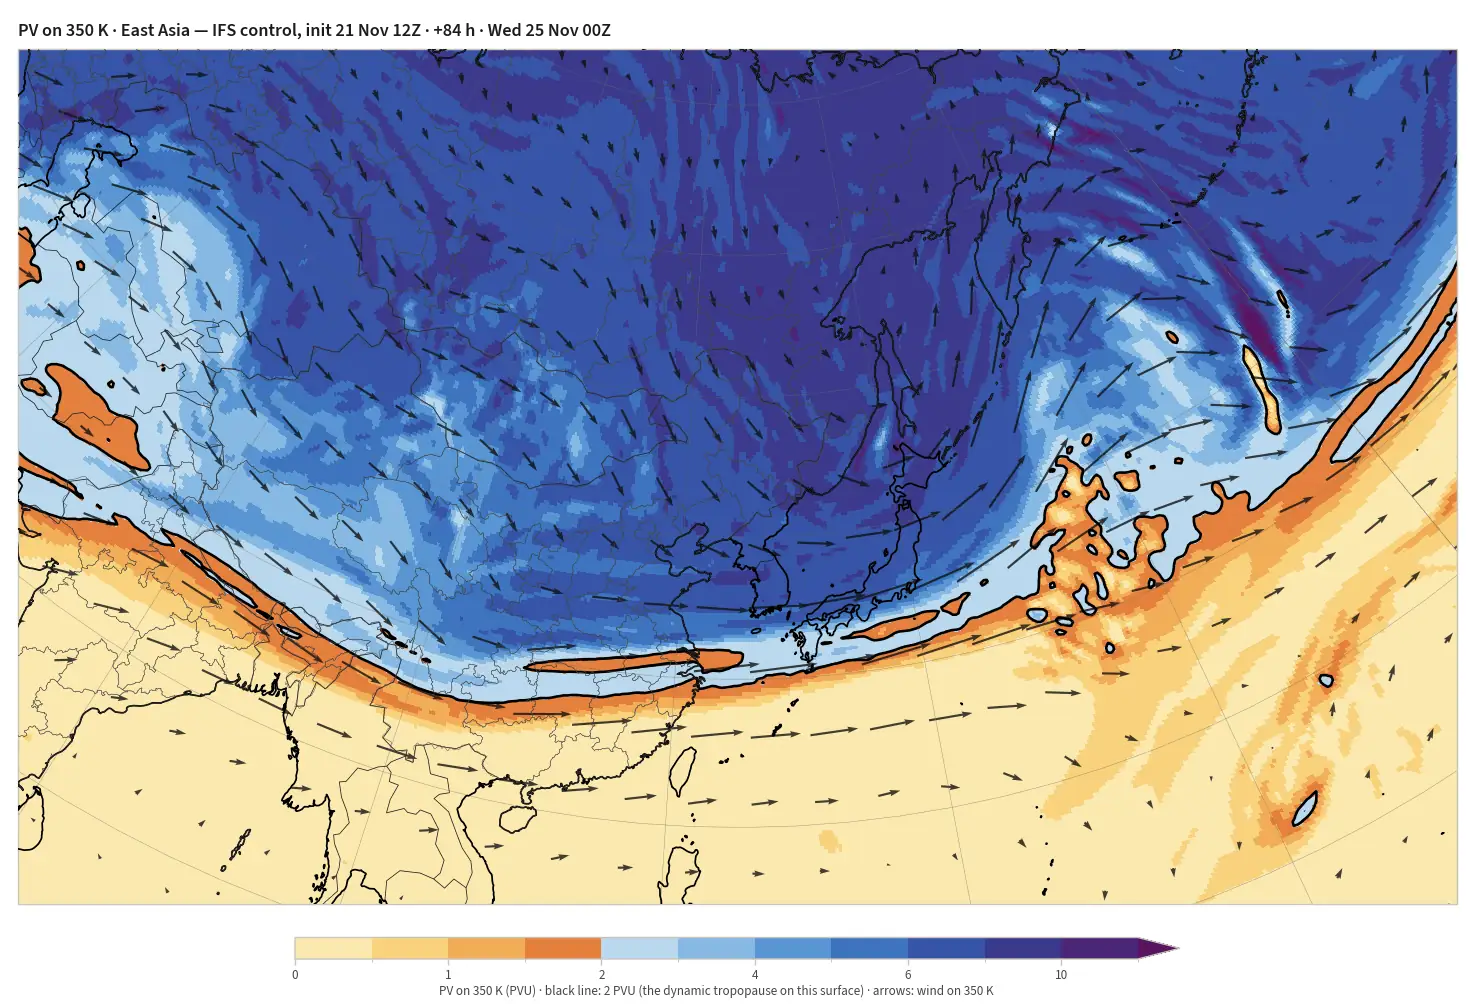 PV on 350 K · East Asia — IFS control, init 21 Nov 12Z · +84 h · Wed 25 Nov 00Z
0 1 2 4 6 10
PV on 350 K (PVU) · black line: 2 PVU (the dynamic tropopause on this surface) · arrows: wind on 350 K